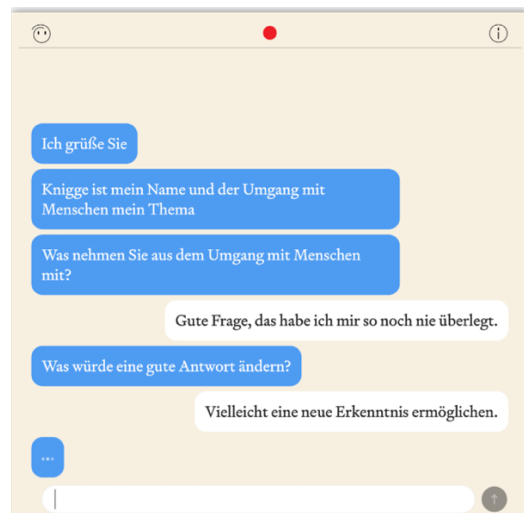 Ich grüße Sie
Knigge ist mein Name und der Umgang mit
Menschen mein Thema
Was nehmen Sie aus dem Umgang mit Menschen
mit?
Gute Frage, das habe ich mir so noch nie überlegt.
Was würde eine gute Antwort ändern?
Vielleicht eine neue Erkenntnis ermöglichen.
...